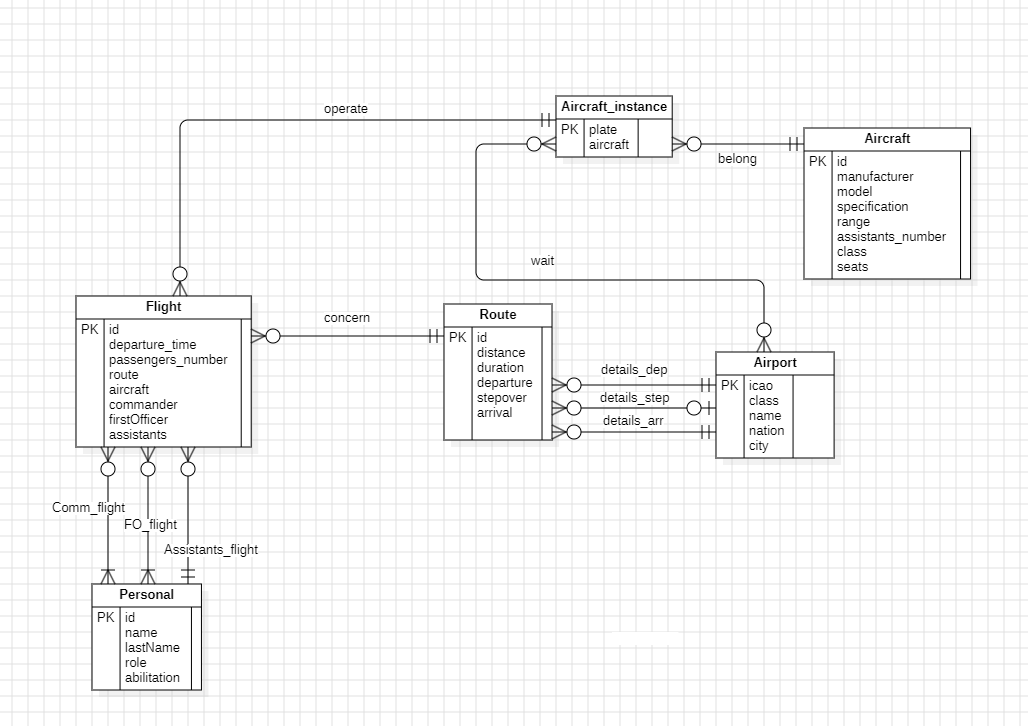 operate
Aircraft_instance
PK plate
aircraft
belong
Aircraft
PK id
manufacturer
model
specification
range
assistants_number
class
seats
wait
Flight
PK id
departure_time
passengers_number
route
aircraft
commander
firstOfficer
assistants
concern
Route
PK id
distance
duration
departure
stepover
arrival
details_dep
details_step
details_arr
Airport
PK icao
class
name
nation
city
Comm_flight
FO_flight
Assistants_flight
Personal
PK id
name
lastName
role
abilitation